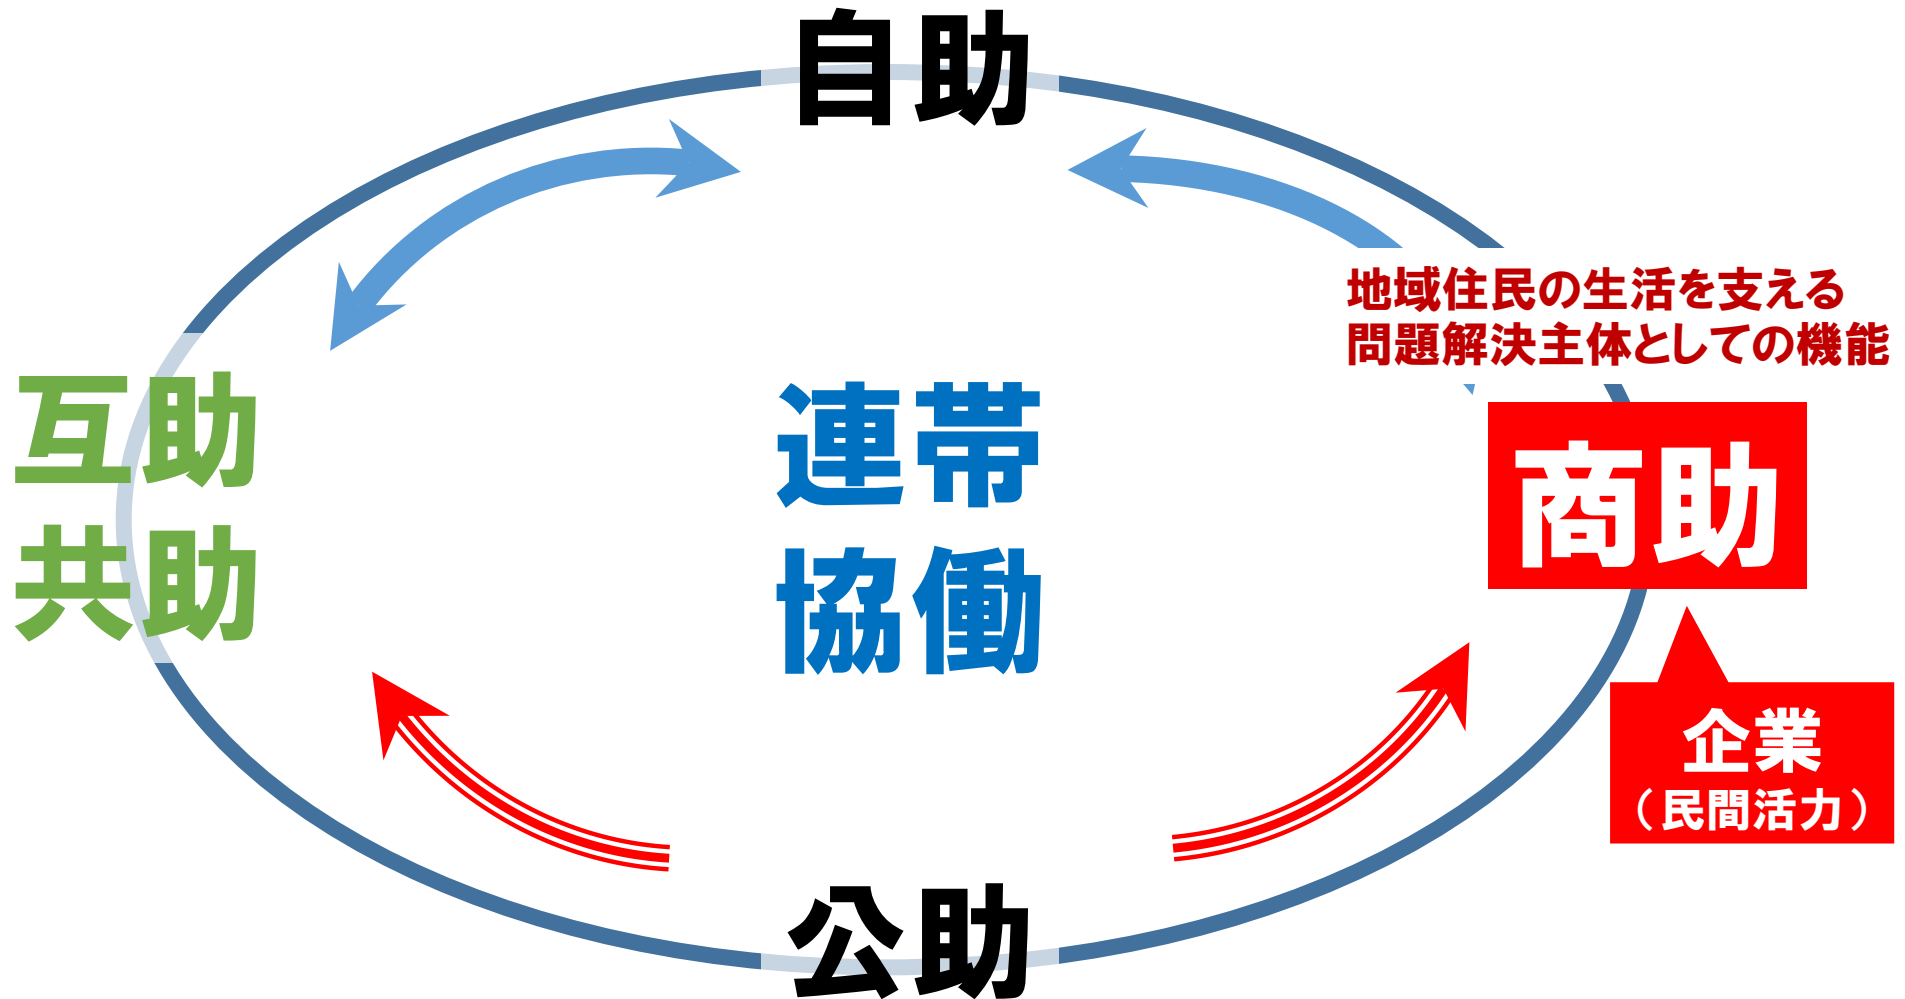 自助
地域住民の生活を支える
問題解決主体としての機能
互助
共助
連帯
協働
商助
企業
（民間活力）
公助